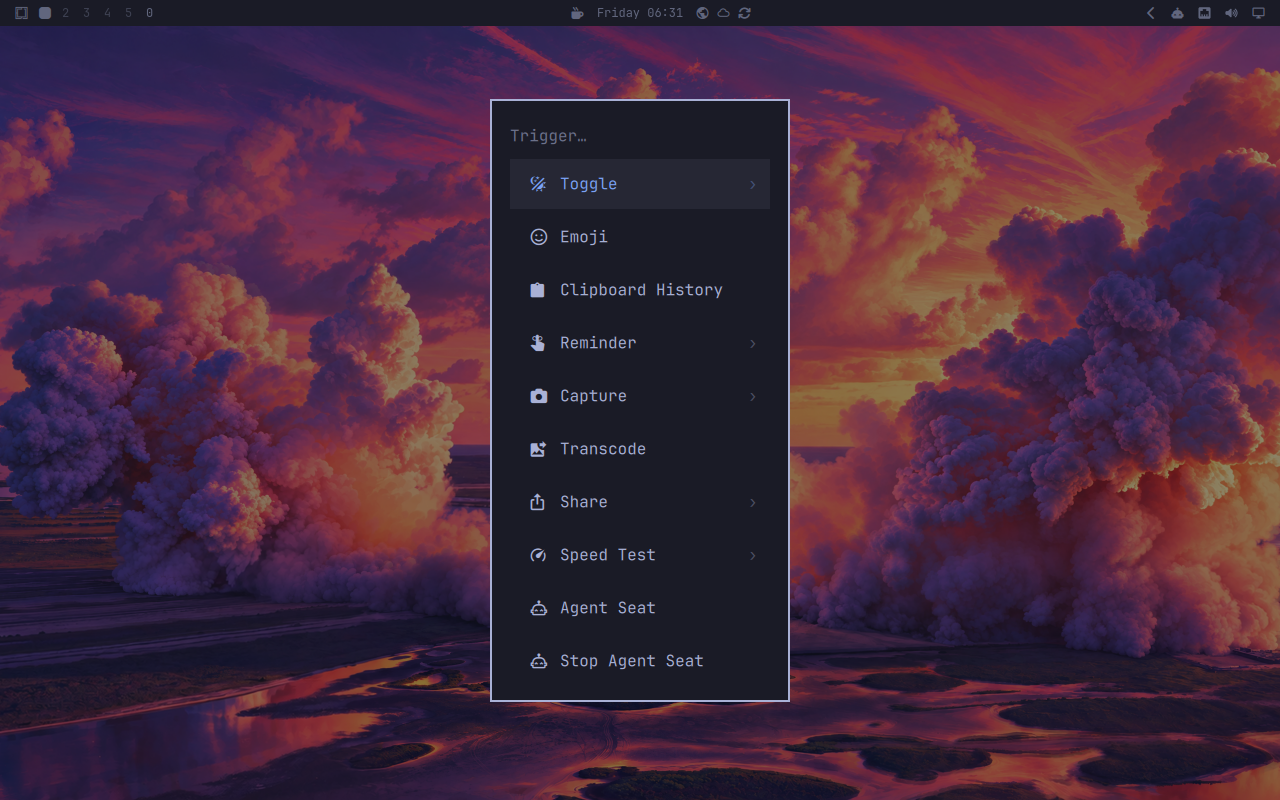 2 3 4 5 0
Friday 06:31
Trigger…
Toggle
Emoji
Clipboard History
Reminder
Capture
Transcode
Share
Speed Test
Agent Seat
Stop Agent Seat